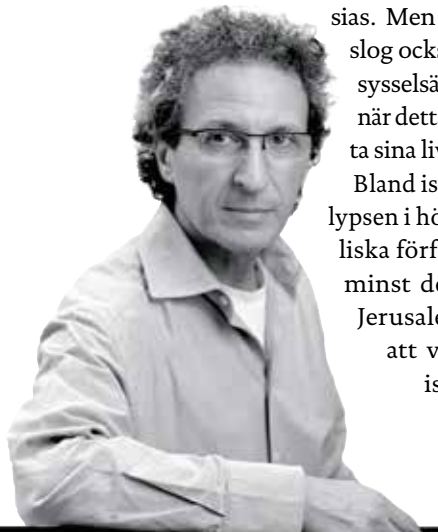 sias. Men
slog ocks
sysselsä
när dett
ta sina liv
Bland is
lypsen i hö
liska förf
minst de
Jerusale
att v
is